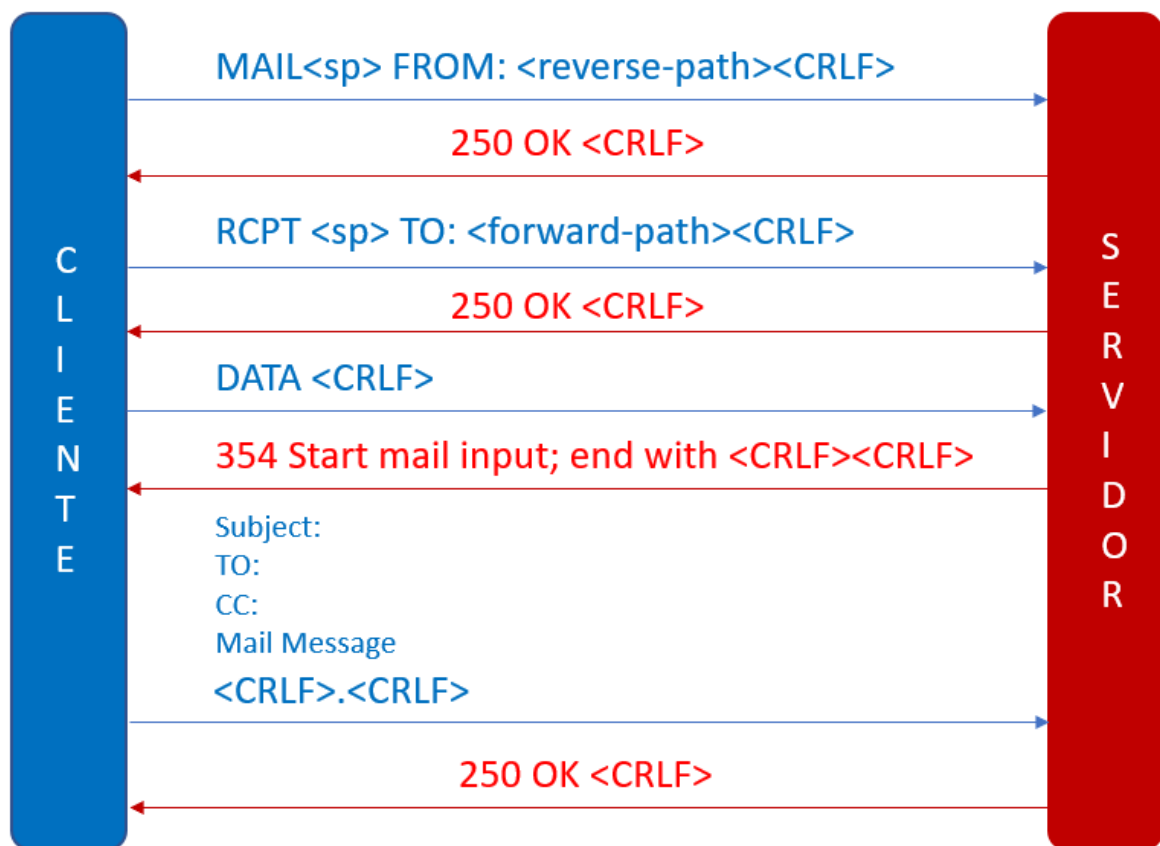 MAIL<sp> FROM: <reverse-path><CRLF>
250 OK <CRLF>
RCPT <sp> TO: <forward-path><CRLF>
250 OK <CRLF>
DATA <CRLF>
354 Start mail input; end with <CRLF><CRLF>
Subject:
TO:
CC:
Mail Message
<CRLF>.<CRLF>
250 OK <CRLF>
CLIENTE
SERVIDOR